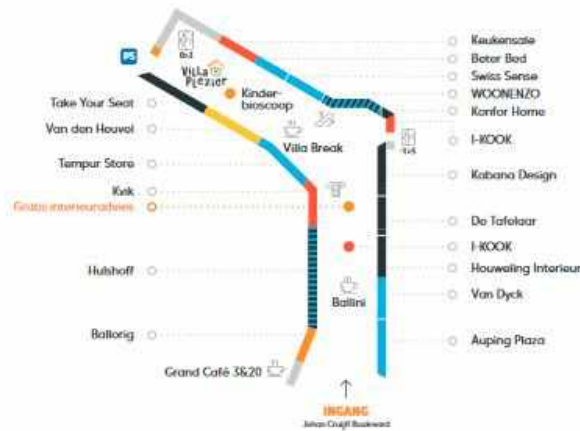 P5
0+3
Villa
Plezier
Kinder-
bioscoop
Villa Break
Keukensale
Beter Bed
Swiss Sense
WOONENZO
Konfor Home
I-KOOK
Kabana Design
De Tafelaar
I-KOOK
Houweling Interieur
Van Dyck
Auping Plaza
Take Your Seat
Van den Heuvel
Tempur Store
Kvik
Gratis interieuradvies
Hulshoff
Ballorig
Ballini
Grand Café 3&20
INGANG
Johan Cruijff Boulevard